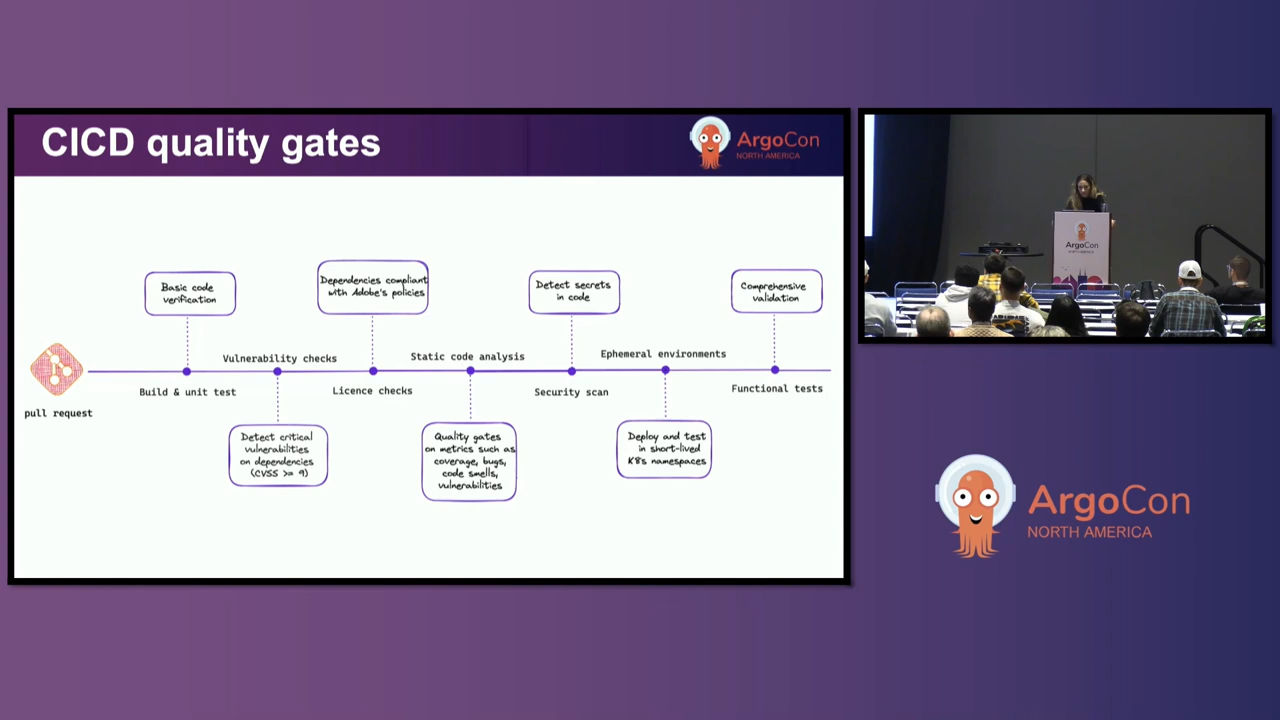 CICD quality gates
ArgoCon
NORTH AMERICA
Basic code
verification
Dependencies compliant
with Adobe's policies
Detect secrets
in code
Comprehensive
validation
Vulnerability checks
Static code analysis
Ephemeral environments
Build & unit test
Licence checks
Security scan
Functional tests
pull request
Detect critical
vulnerabilities
on dependencies
(CVSS >= 9)
Quality gates
on metrics such as
coverage, bugs,
code smells,
vulnerabilities
Deploy and test
in short-lived
K8s namespaces
ArgoCon
ArgoCon
NORTH AMERICA